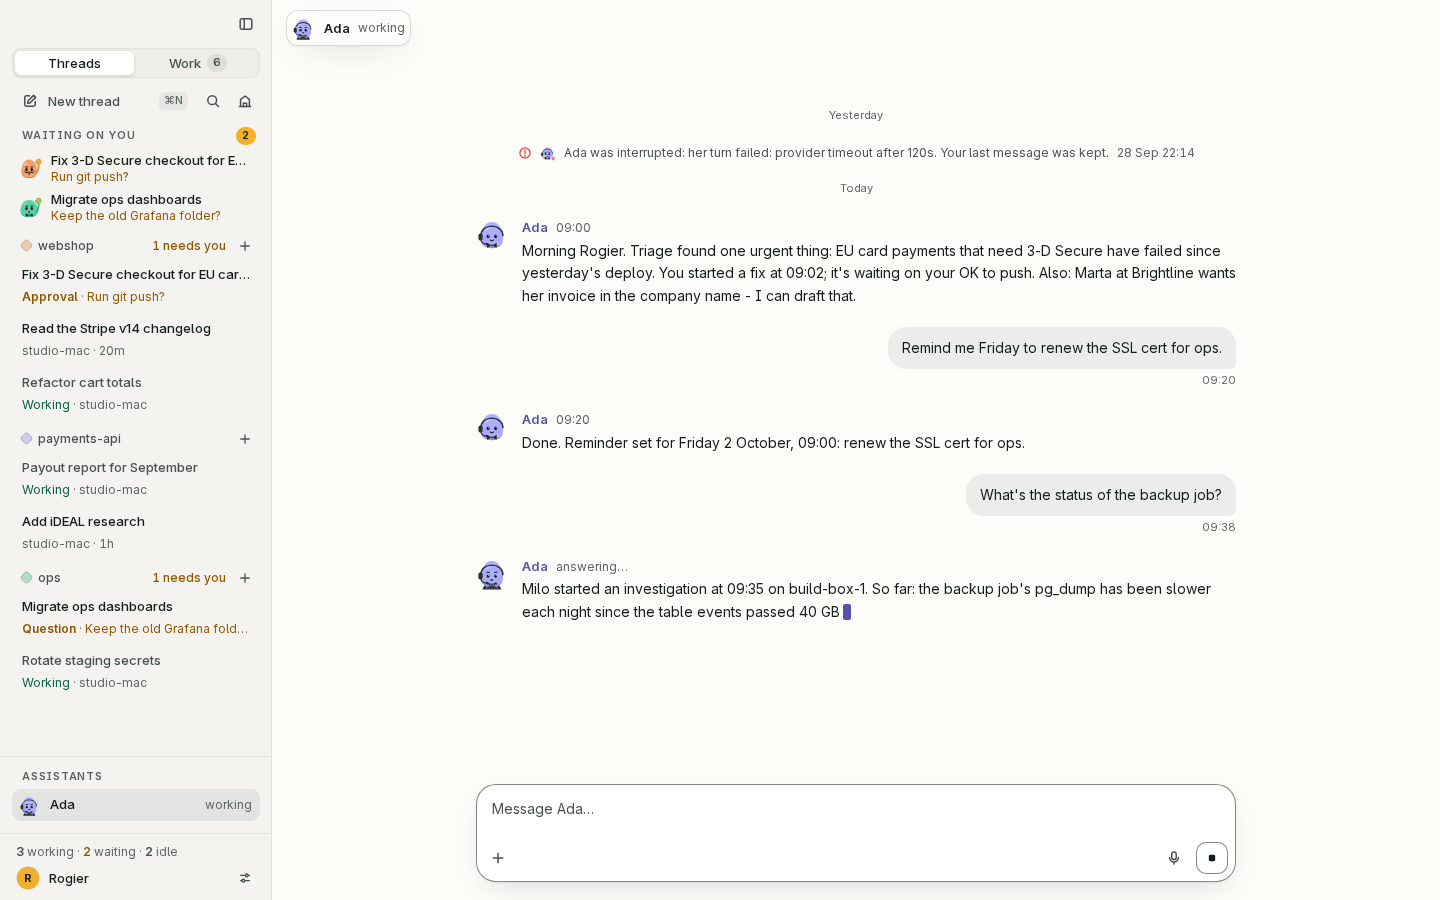 Threads
Work 6
New thread ⌘N
WAITING ON YOU 2
Fix 3-D Secure checkout for E...
Run git push?
Migrate ops dashboards
Keep the old Grafana folder?
webshop 1 needs you
Fix 3-D Secure checkout for EU car...
Approval · Run git push?
Read the Stripe v14 changelog
studio-mac · 20m
Refactor cart totals
Working · studio-mac
payments-api
Payout report for September
Working · studio-mac
Add iDEAL research
studio-mac · 1h
ops 1 needs you
Migrate ops dashboards
Question · Keep the old Grafana fold...
Rotate staging secrets
Working · studio-mac
ASSISTANTS
Ada working
3 working · 2 waiting · 2 idle
R Rogier
Ada working
Yesterday
Ada was interrupted: her turn failed: provider timeout after 120s. Your last message was kept. 28 Sep 22:14
Today
Ada 09:00
Morning Rogier. Triage found one urgent thing: EU card payments that need 3-D Secure have failed since
yesterday's deploy. You started a fix at 09:02; it's waiting on your OK to push. Also: Marta at Brightline wants
her invoice in the company name - I can draft that.
Remind me Friday to renew the SSL cert for ops.
09:20
Ada 09:20
Done. Reminder set for Friday 2 October, 09:00: renew the SSL cert for ops.
What's the status of the backup job?
09:38
Ada answering...
Milo started an investigation at 09:35 on build-box-1. So far: the backup job's pg_dump has been slower
each night since the table events passed 40 GB
Message Ada...